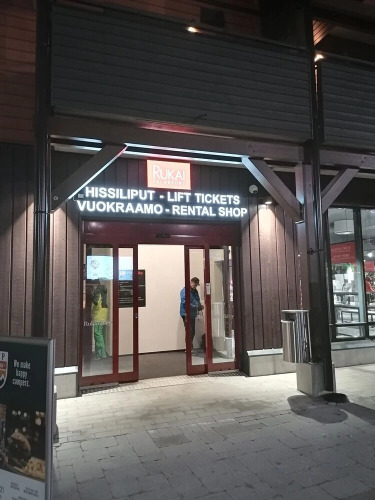 RUKA!
HISSILIPUT - LIFT TICKETS
VUOKRAAMO - RENTAL SHOP
We make
happy
campers.